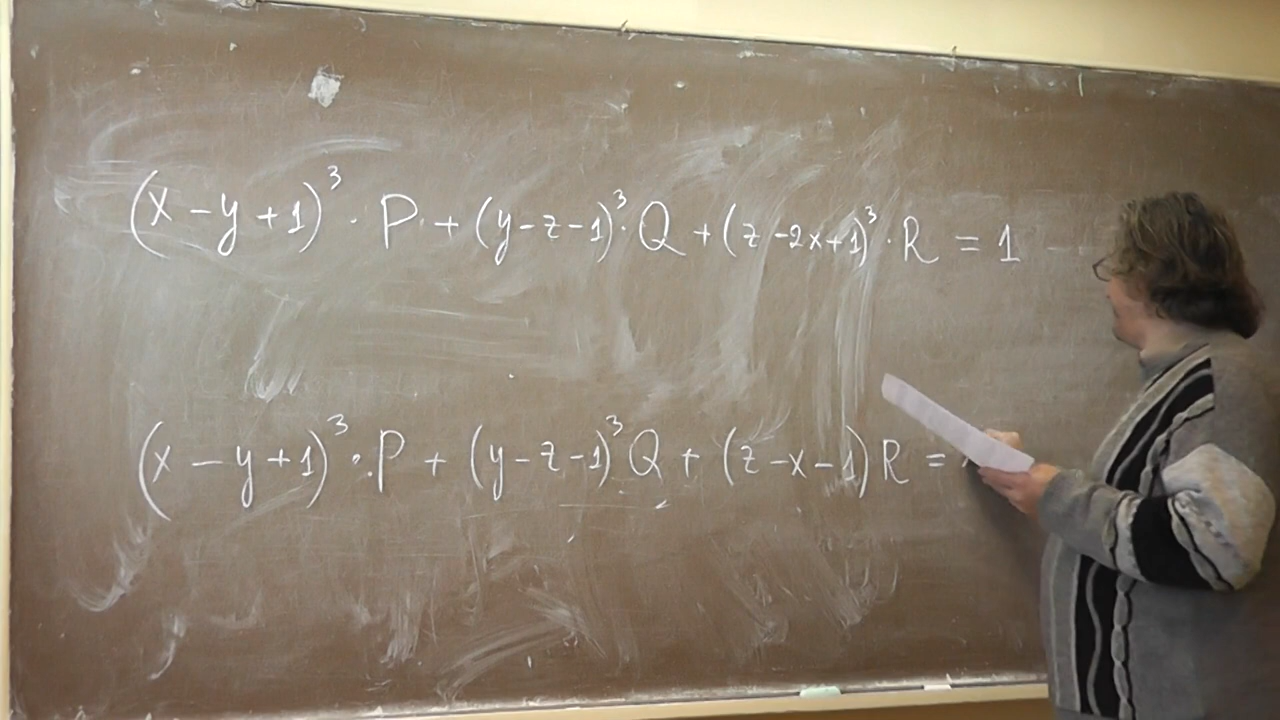 (x - y + 1)³ · P + (y - z - 1)³ · Q + (z - 2x + 1)³ · R = 1
(x - y + 1)³ · P + (y - z - 1)³ Q + (z - x - 1) R =